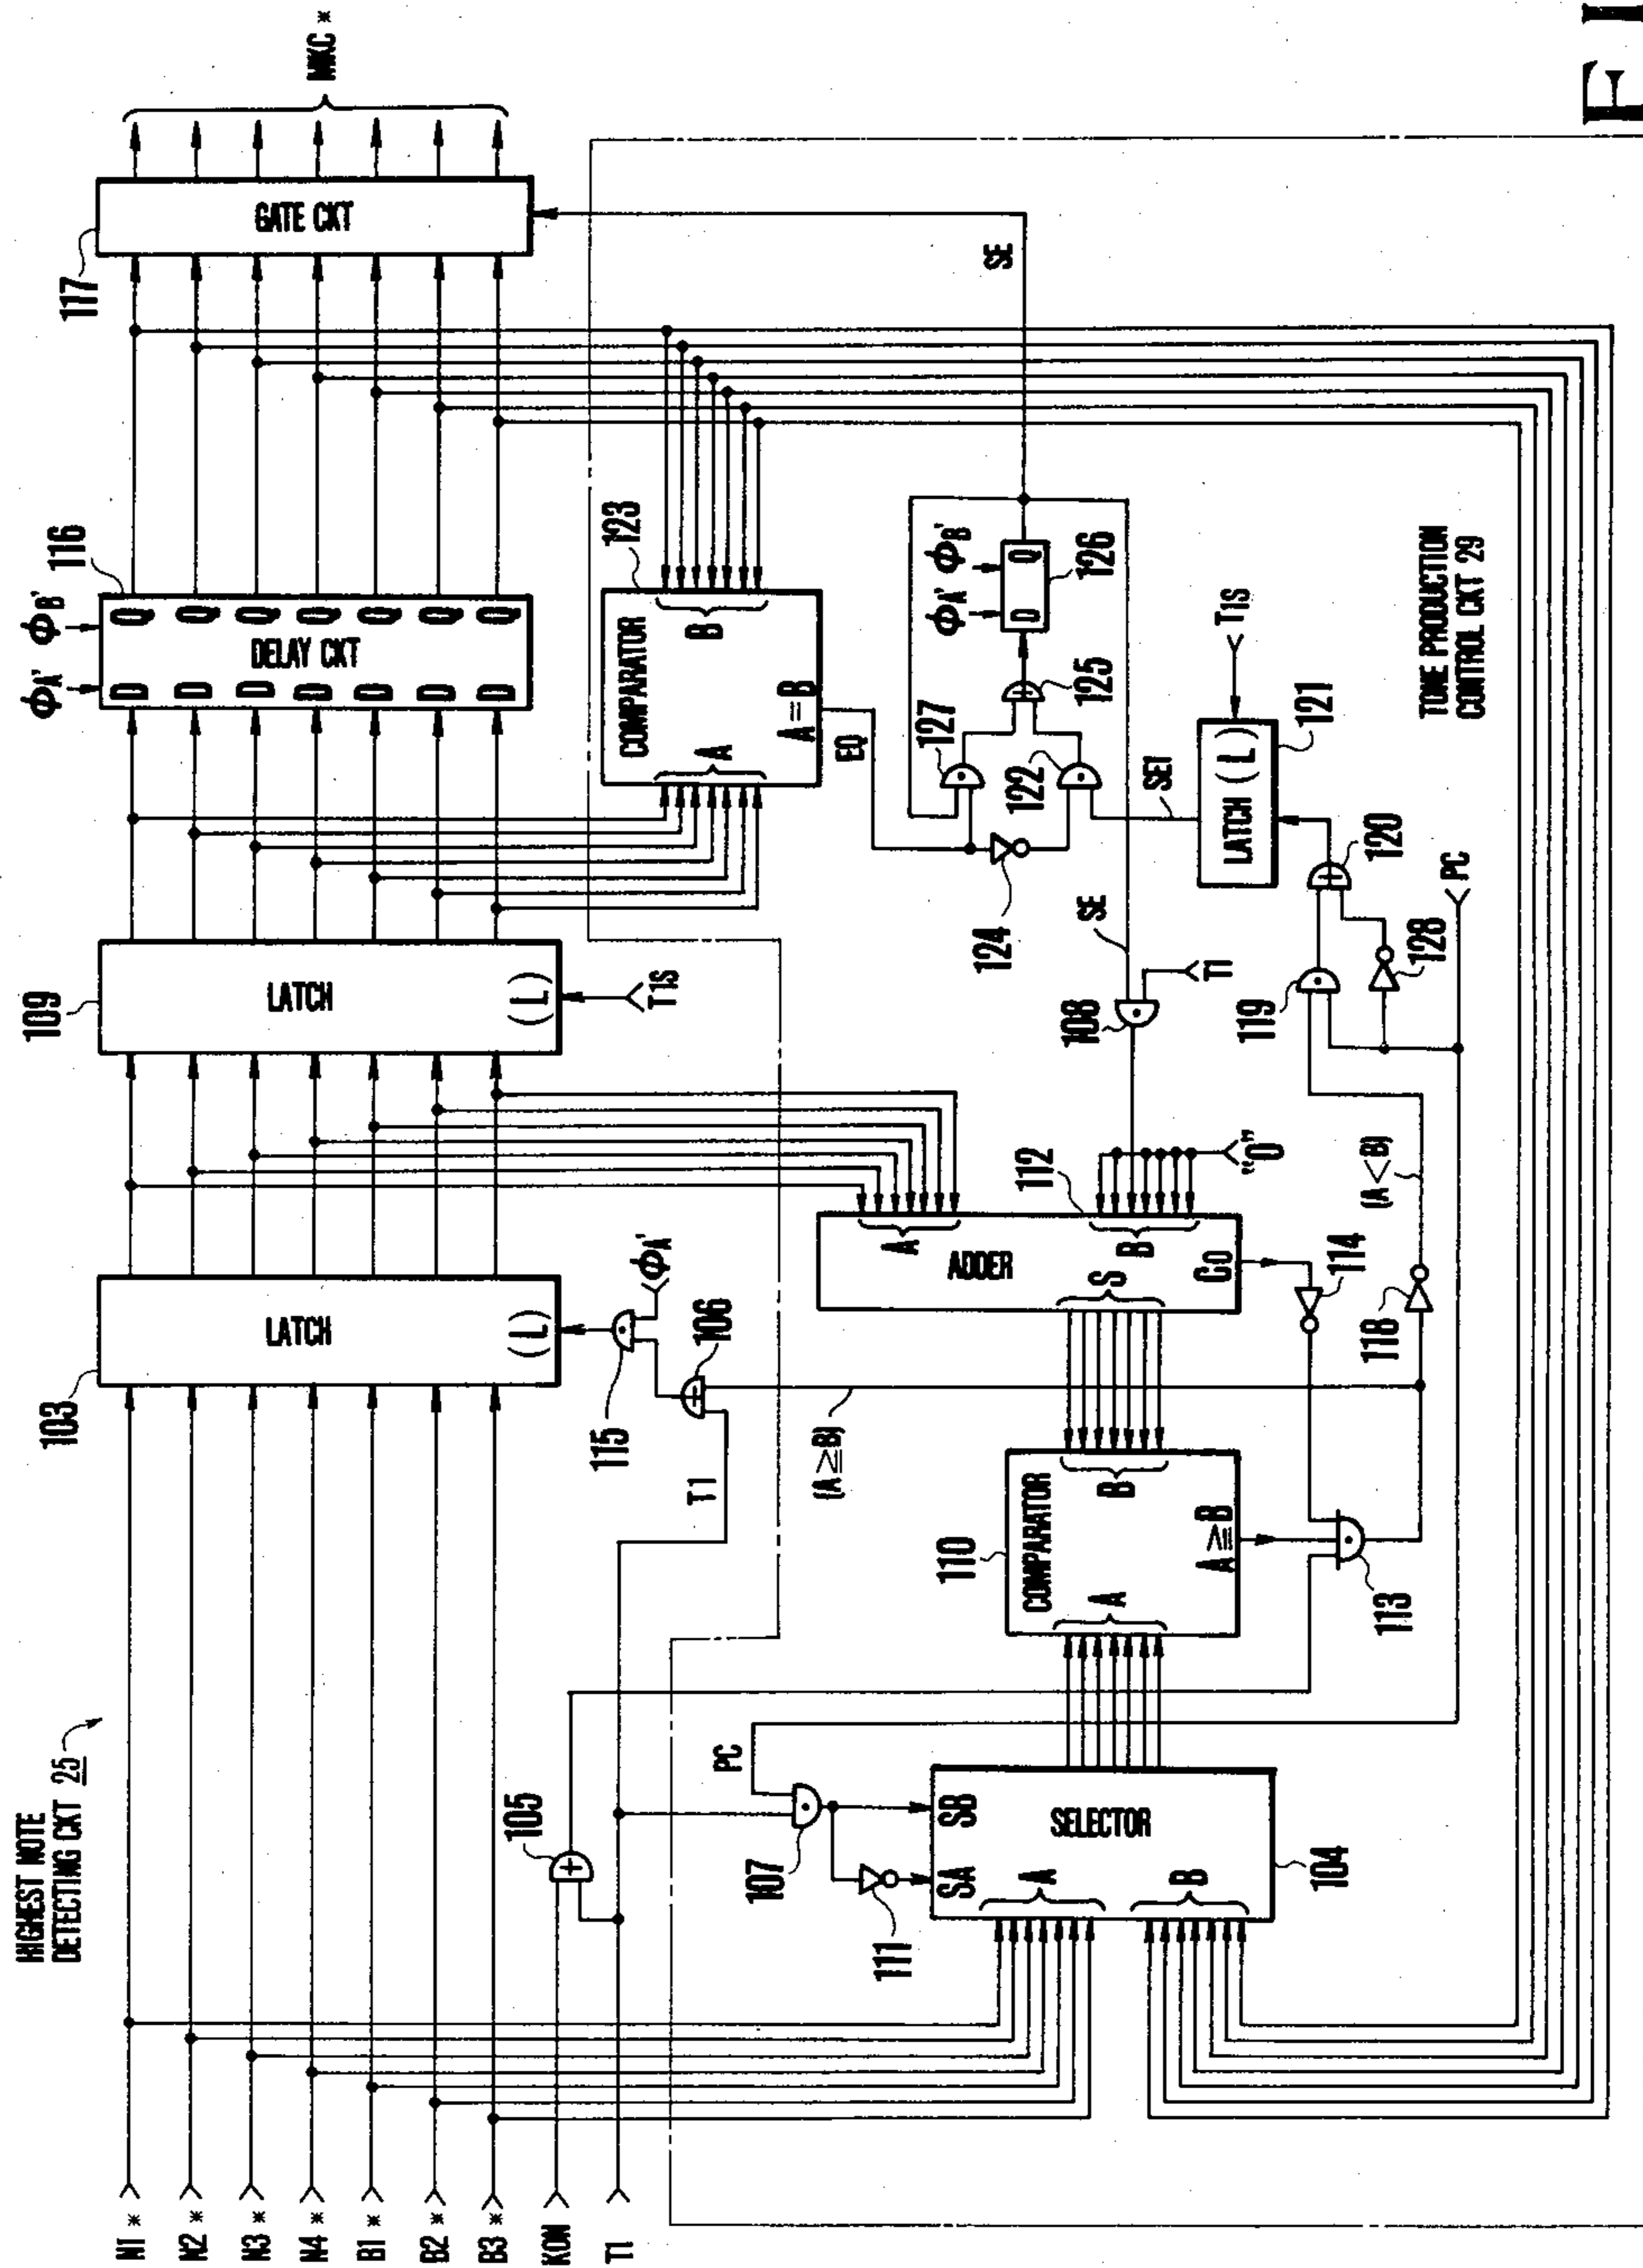 HIGHEST NOTE
DETECTING CKT 25
N1 *
N2 *
N3 *
N4 *
B1 *
B2 *
B3 *
KON
T1
103
LATCH
(L)
109
LATCH
(L)
T1S
ΦA'
ΦB'
116
D
D
D
D
D
D
D
DELAY CKT
Q
Q
Q
Q
Q
Q
Q
117
GATE CKT
MKC *
105
115
ΦA'
106
T1
(A≧B)
PC
107
111
SA
SB
SELECTOR
A
B
104
110
COMPARATOR
A
B
A≧B
113
ADDER
112
A
B
S
C0
"0"
114
118
(A<B)
108
T1
SE
COMPARATOR
123
A
B
A=B
EQ
124
127
122
125
ΦA'
ΦB'
D
Q
126
SE
SE1
LATCH (L)
121
T1S
119
120
128
PC
TONE PRODUCTION
CONTROL CKT 29